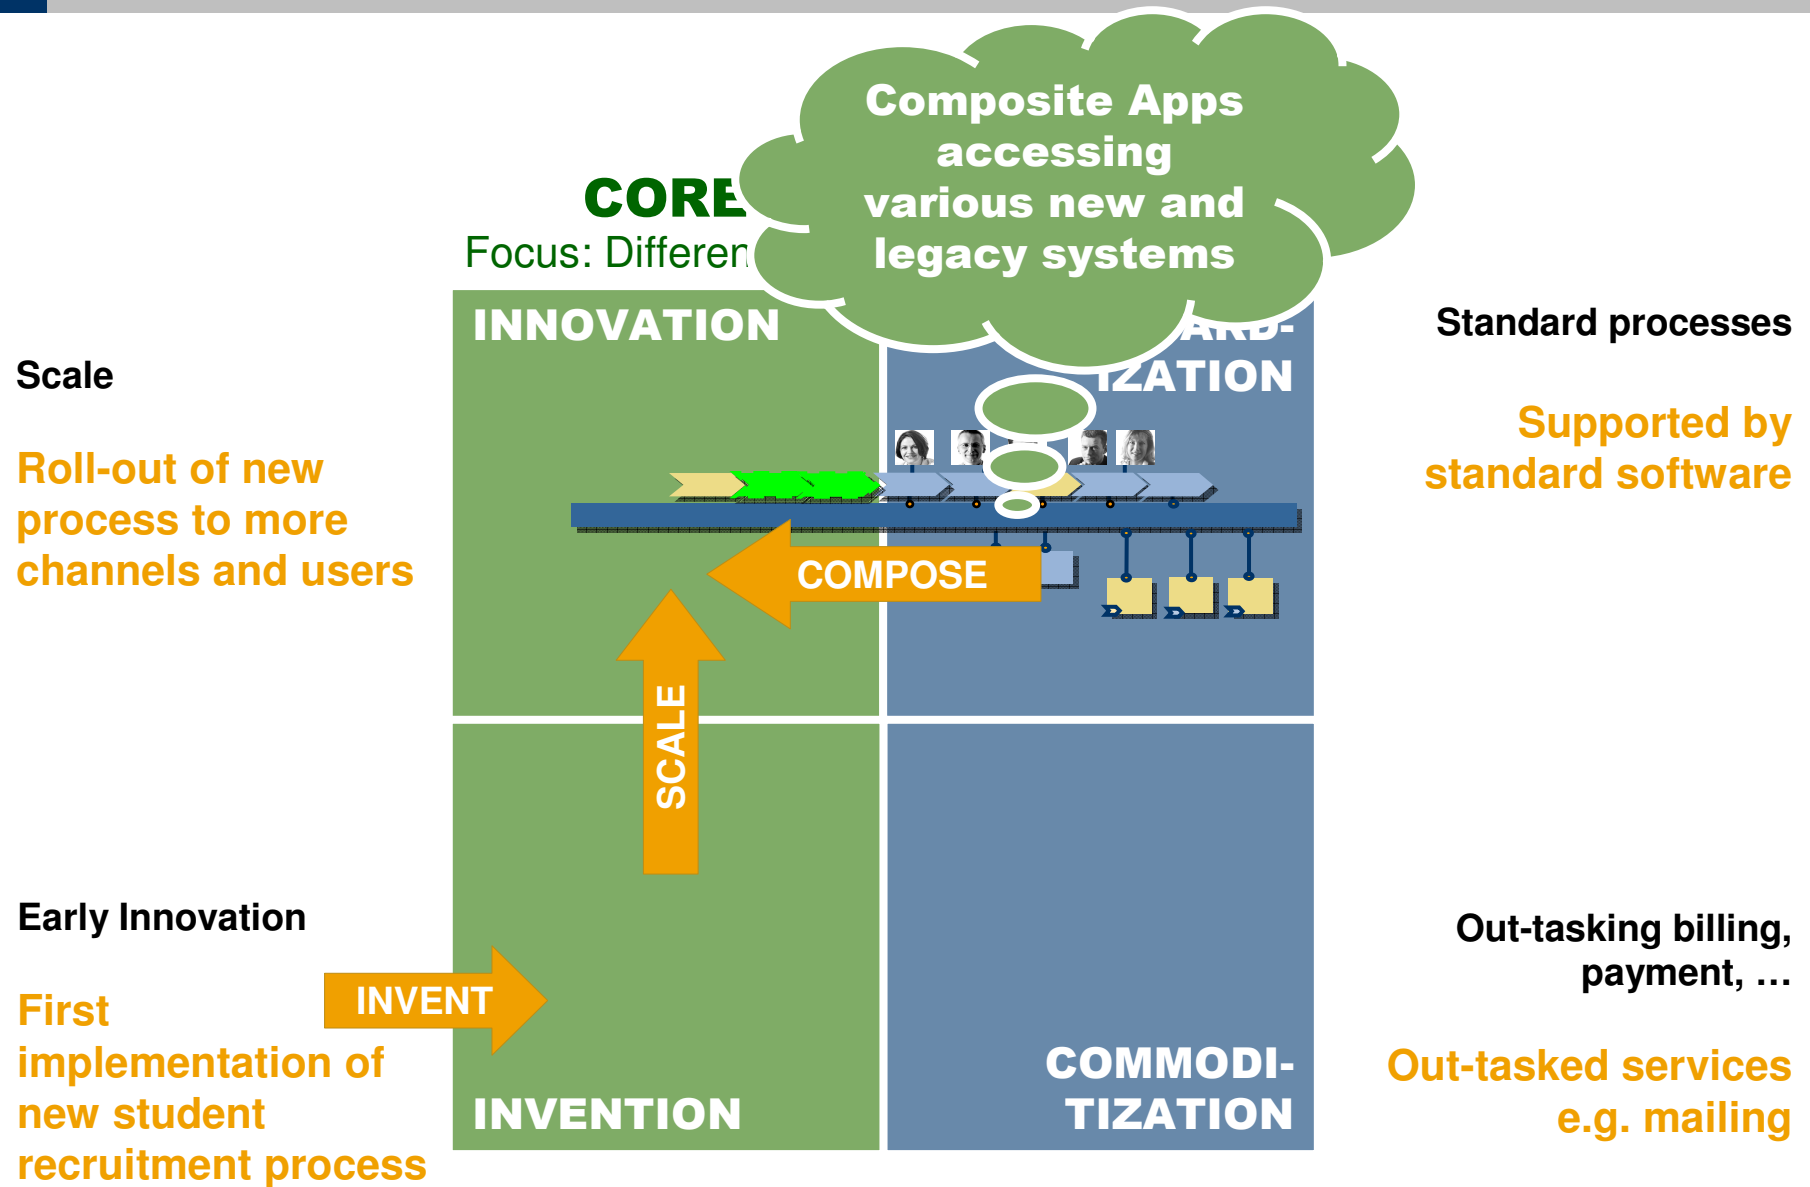 Composite Apps
accessing
various new and
legacy systems
CORE
Focus:
INNOVATION
IZATION
Scale
Roll-out of new
process to more
channels and users
Standard processes
Supported by
standard software
COMPOSE
SCALE
Early Innovation
First
implementation of
new student
recruitment process
INVENT
INVENTION
COMMODI-
TIZATION
Out-tasking billing,
payment, …
Out-tasked services
e.g. mailing